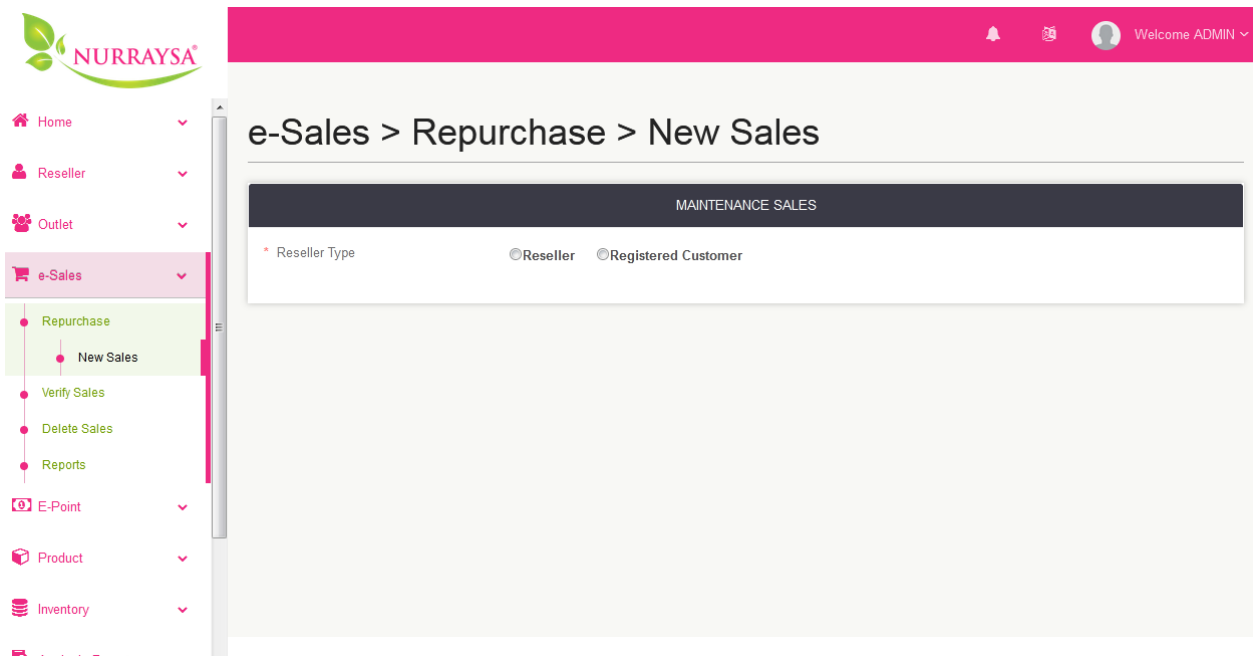 NURRAYSA®
Welcome ADMIN
Home
Reseller
Outlet
e-Sales
Repurchase
New Sales
Verify Sales
Delete Sales
Reports
E-Point
Product
Inventory
e-Sales > Repurchase > New Sales
MAINTENANCE SALES
* Reseller Type
Reseller
Registered Customer